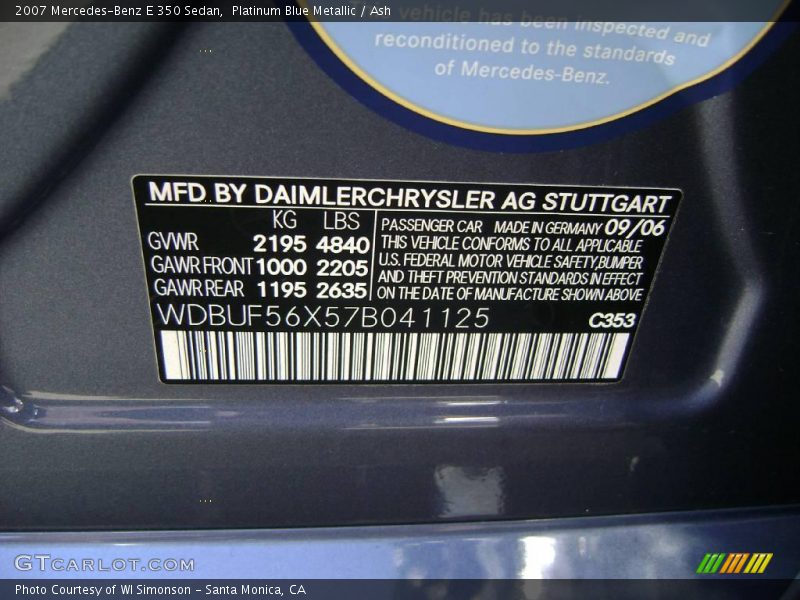 2007 Mercedes-Benz E 350 Sedan,  Platinum Blue Metallic / Ash
vehicle has been inspected and
reconditioned to the standards
of Mercedes-Benz.
MFD BY DAIMLERCHRYSLER AG STUTTGART
KG LBS
GVWR 2195 4840
GAWR FRONT 1000 2205
GAWR REAR 1195 2635
PASSENGER CAR MADE IN GERMANY 09/06
THIS VEHICLE CONFORMS TO ALL APPLICABLE
U.S. FEDERAL MOTOR VEHICLE SAFETY,BUMPER
AND THEFT PREVENTION STANDARDS IN EFFECT
ON THE DATE OF MANUFACTURE SHOWN ABOVE
WDBUF56X57B041125 C353
GTCARLOT.COM
Photo Courtesy of WI Simonson - Santa Monica, CA